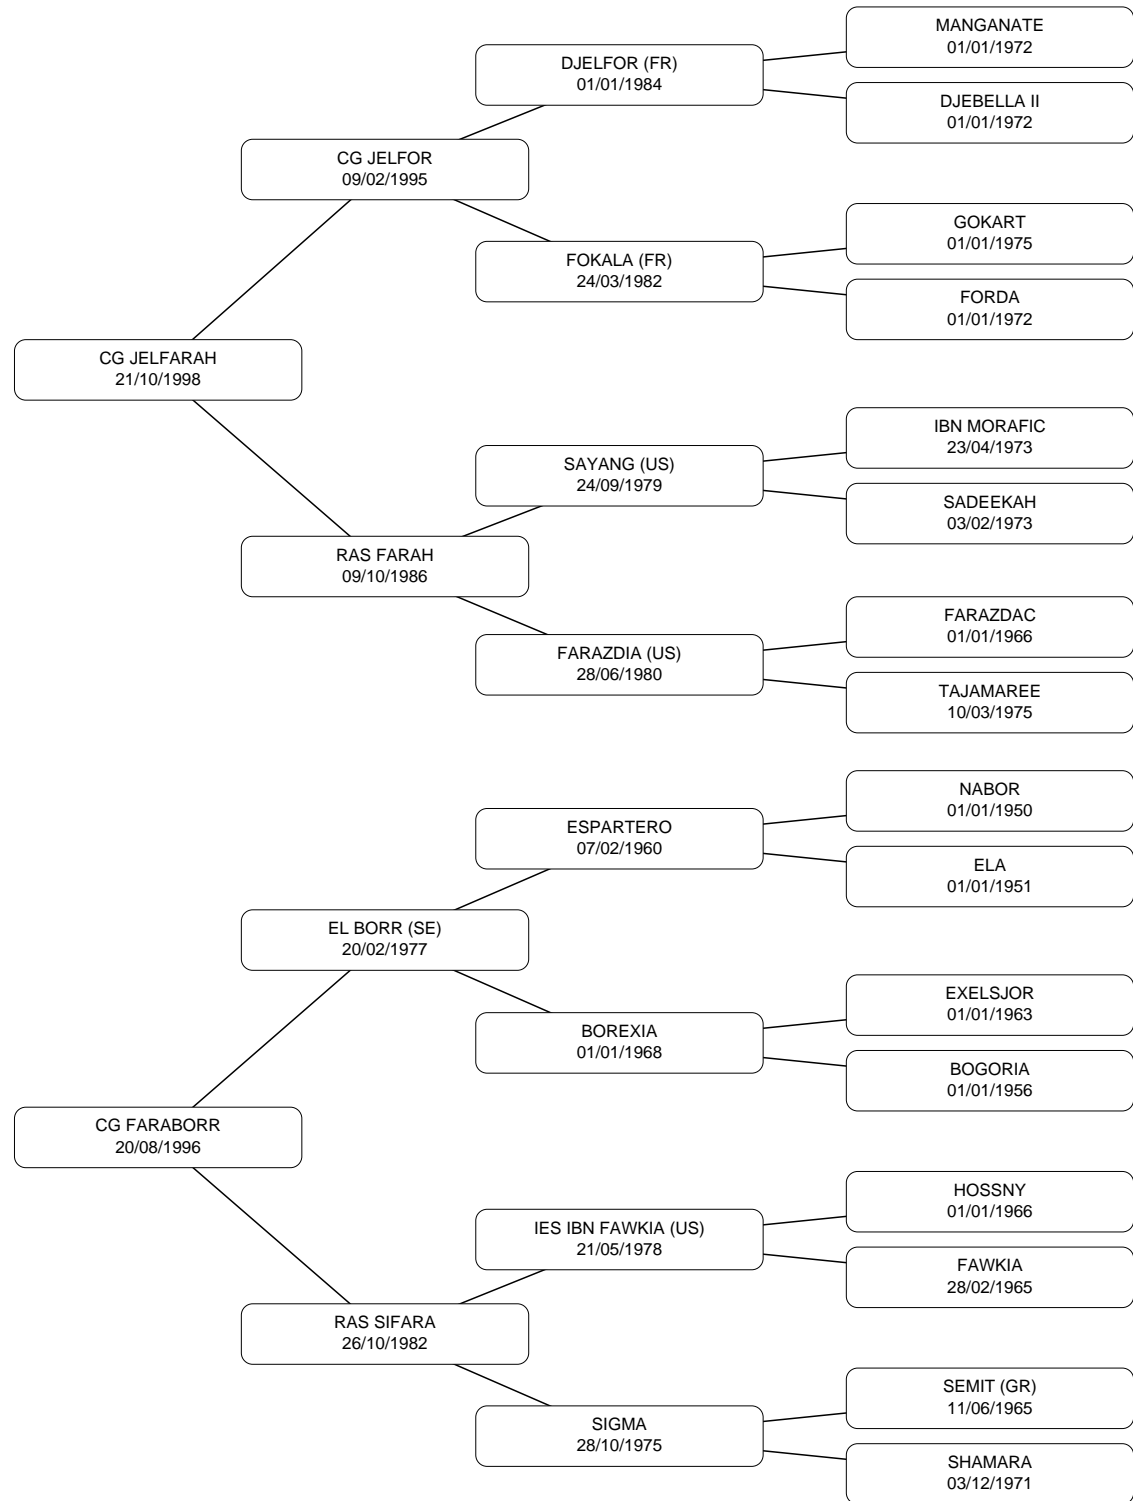 MANGANATE
01/01/1972
DJELFOR (FR)
01/01/1984
DJEBELLA II
01/01/1972
CG JELFOR
09/02/1995
GOKART
01/01/1975
FOKALA (FR)
24/03/1982
FORDA
01/01/1972
CG JELFARAH
21/10/1998
IBN MORAFIC
23/04/1973
SAYANG (US)
24/09/1979
SADEEKAH
03/02/1973
RAS FARAH
09/10/1986
FARAZDAC
01/01/1966
FARAZDIA (US)
28/06/1980
TAJAMAREE
10/03/1975
NABOR
01/01/1950
ESPARTERO
07/02/1960
ELA
01/01/1951
EL BORR (SE)
20/02/1977
EXELSJOR
01/01/1963
BOREXIA
01/01/1968
BOGORIA
01/01/1956
CG FARABORR
20/08/1996
HOSSNY
01/01/1966
IES IBN FAWKIA (US)
21/05/1978
FAWKIA
28/02/1965
RAS SIFARA
26/10/1982
SEMIT (GR)
11/06/1965
SIGMA
28/10/1975
SHAMARA
03/12/1971